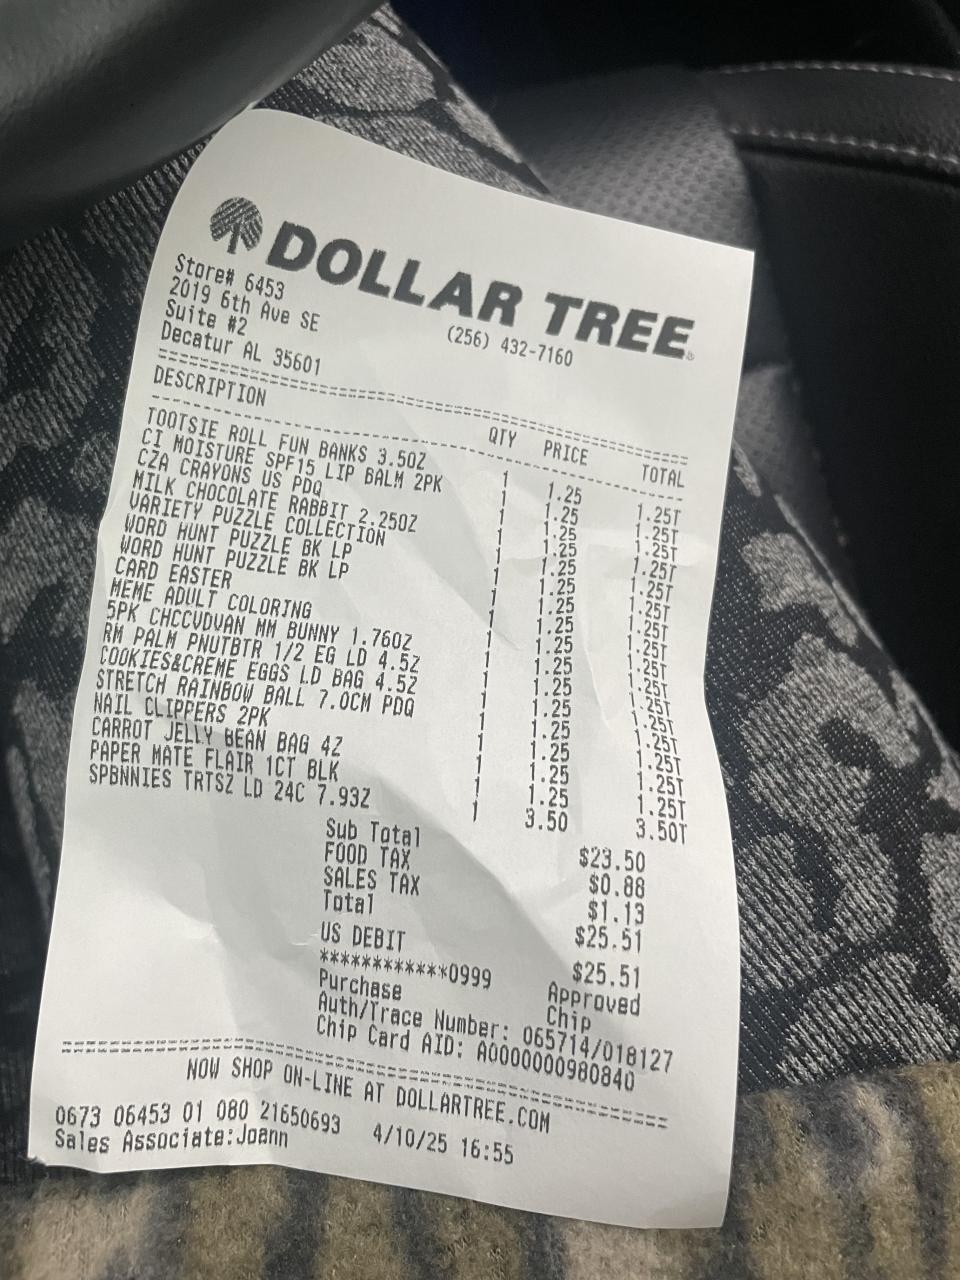 DOLLAR TREE
Store# 6453
2019 6th Ave SE (256) 432-7160
Suite #2
Decatur AL 35601
DESCRIPTION QTY PRICE TOTAL
TOOTSIE ROLL FUN BANKS 3.5OZ 1 1.25 1.25T
CI MOISTURE SPF15 LIP BALM 2PK 1 1.25 1.25T
CZA CRAYONS US PDQ 1 1.25 1.25T
MILK CHOCOLATE RABBIT 2.25OZ 1 1.25 1.25T
VARIETY PUZZLE COLLECTION 1 1.25 1.25T
WORD HUNT PUZZLE BK LP 1 1.25 1.25T
WORD HUNT PUZZLE BK LP 1 1.25 1.25T
CARD EASTER 1 1.25 1.25T
MEME ADULT COLORING 1 1.25 1.25T
5PK CHCCVDVAN MM BUNNY 1.76OZ 1 1.25 1.25T
RM PALM PNUTBTR 1/2 EG LD 4.5Z 1 1.25 1.25T
COOKIES&CREME EGGS LD BAG 4.5Z 1 1.25 1.25T
STRETCH RAINBOW BALL 7.0CM PDQ 1 1.25 1.25T
NAIL CLIPPERS 2PK 1 1.25 1.25T
CARROT JELLY BEAN BAG 4Z 1 1.25 1.25T
PAPER MATE FLAIR 1CT BLK 1 1.25 1.25T
SPBNNIES TRTSZ LD 24C 7.93Z 1 3.50 3.50T
Sub Total $23.50
FOOD TAX $0.88
SALES TAX $1.13
Total $25.51
US DEBIT $25.51
************0999 Approved
Purchase Chip
Auth/Trace Number: 065714/018127
Chip Card AID: A0000000980840
NOW SHOP ON-LINE AT DOLLARTREE.COM
0673 06453 01 080 21650693 4/10/25 16:55
Sales Associate:Joann